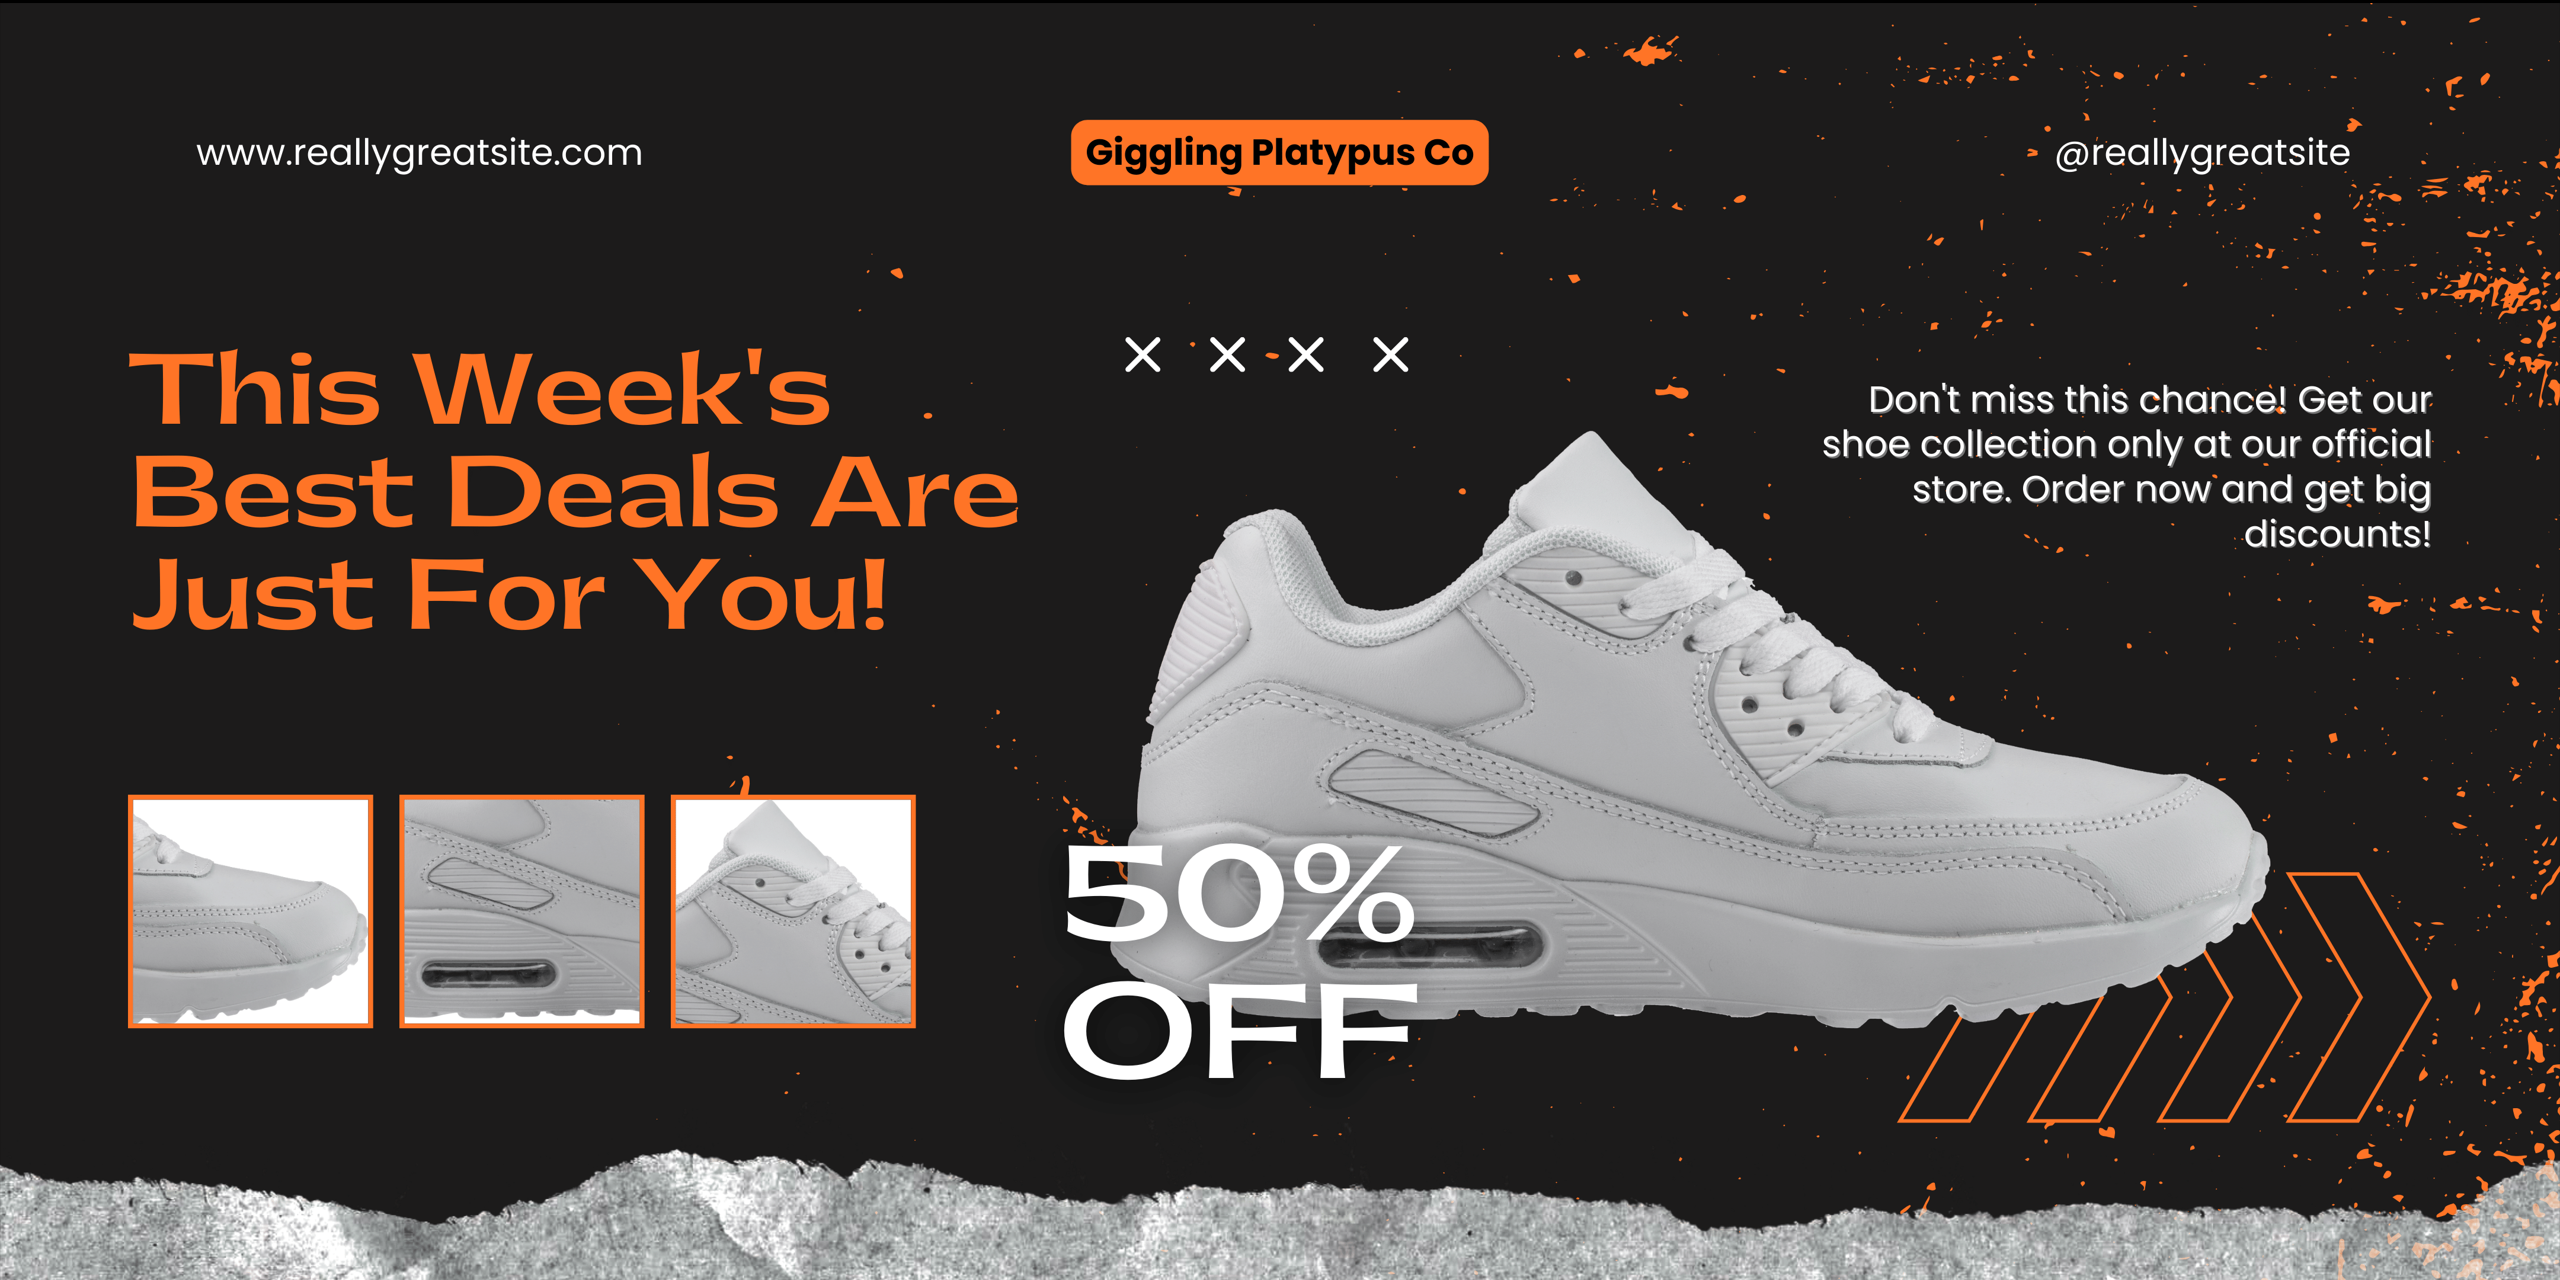 www.reallygreatsite.com
Giggling Platypus Co
@reallygreatsite
This Week's
Best Deals Are
Just For You!
Don't miss this chance! Get our
shoe collection only at our official
store. Order now and get big
discounts!
50%
OFF